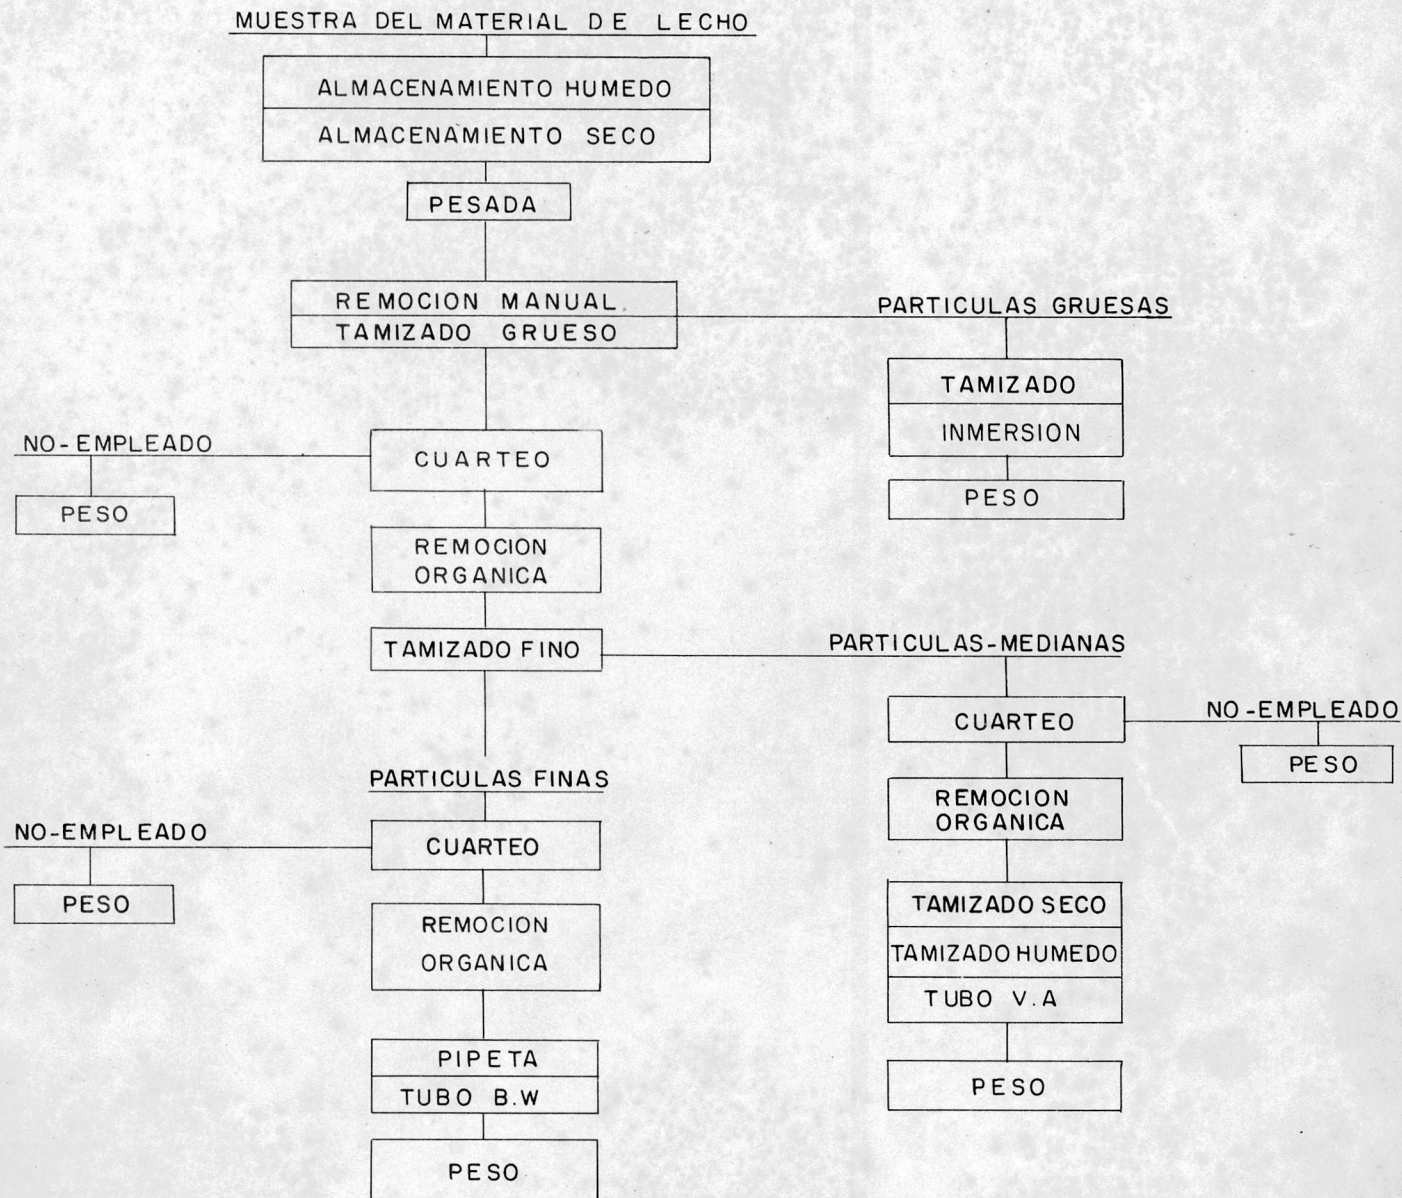 MUESTRA DEL MATERIAL DE LECHO
ALMACENAMIENTO HUMEDO
ALMACENAMIENTO SECO
PESADA
REMOCION MANUAL
TAMIZADO GRUESO
PARTICULAS GRUESAS
TAMIZADO
INMERSION
PESO
NO-EMPLEADO
PESO
CUARTEO
REMOCION
ORGANICA
TAMIZADO FINO
PARTICULAS-MEDIANAS
CUARTEO
NO-EMPLEADO
PESO
REMOCION
ORGANICA
TAMIZADO SECO
TAMIZADO HUMEDO
TUBO V.A
PESO
PARTICULAS FINAS
NO-EMPLEADO
PESO
CUARTEO
REMOCION
ORGANICA
PIPETA
TUBO B.W
PESO